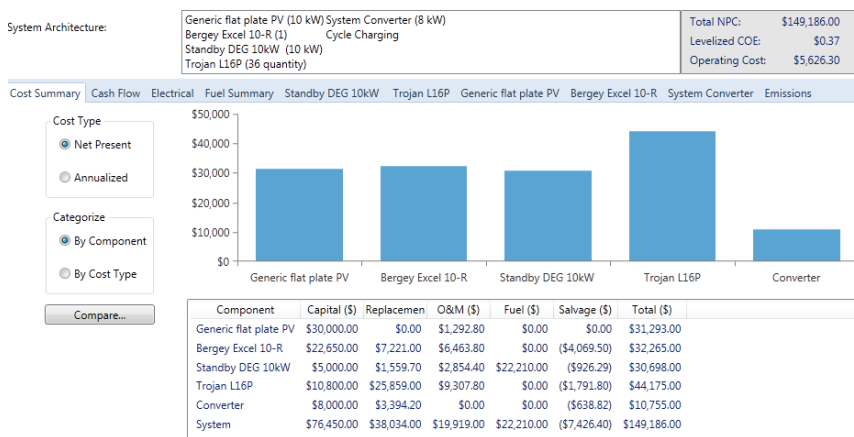 System Architecture:
Generic flat plate PV (10 kW) System Converter (8 kW)
Bergey Excel 10-R (1) Cycle Charging
Standby DEG 10kW (10 kW)
Trojan L16P (36 quantity)
Total NPC: $149,186.00
Levelized COE: $0.37
Operating Cost: $5,626.30
Cost Summary Cash Flow Electrical Fuel Summary Standby DEG 10kW Trojan L16P Generic flat plate PV Bergey Excel 10-R System Converter Emissions
Cost Type
Net Present
Annualized
Categorize
By Component
By Cost Type
Compare...
$50,000
$40,000
$30,000
$20,000
$10,000
$0
Generic flat plate PV Bergey Excel 10-R Standby DEG 10kW Trojan L16P Converter
Component Capital ($) Replacemen O&M ($) Fuel ($) Salvage ($) Total ($)
Generic flat plate PV $30,000.00 $0.00 $1,292.80 $0.00 $0.00 $31,293.00
Bergey Excel 10-R $22,650.00 $7,221.00 $6,463.80 $0.00 ($4,069.50) $32,265.00
Standby DEG 10kW $5,000.00 $1,559.70 $2,854.40 $22,210.00 ($926.29) $30,698.00
Trojan L16P $10,800.00 $25,859.00 $9,307.80 $0.00 ($1,791.80) $44,175.00
Converter $8,000.00 $3,394.20 $0.00 $0.00 ($638.82) $10,755.00
System $76,450.00 $38,034.00 $19,919.00 $22,210.00 ($7,426.40) $149,186.00